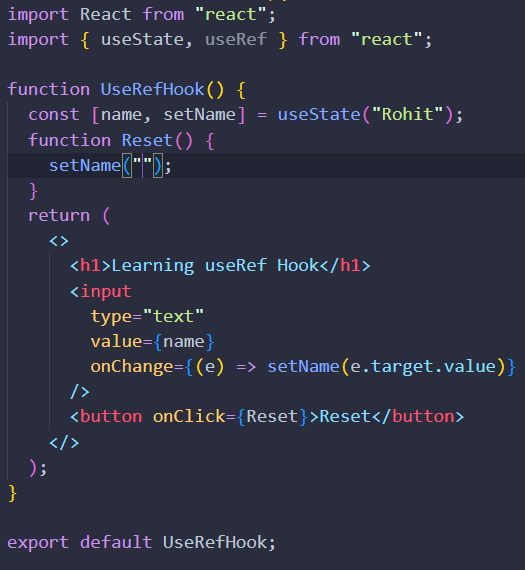 import React from "react";
import { useState, useRef } from "react";
function UseRefHook() {
const [name, setName] = useState("Rohit");
function Reset() {
setName("");
}
return (
<>
<h1>Learning useRef Hook</h1>
<input
type="text"
value={name}
onChange={(e) => setName(e.target.value)}
/>
<button onClick={Reset}>Reset</button>
</>
);
}
export default UseRefHook;